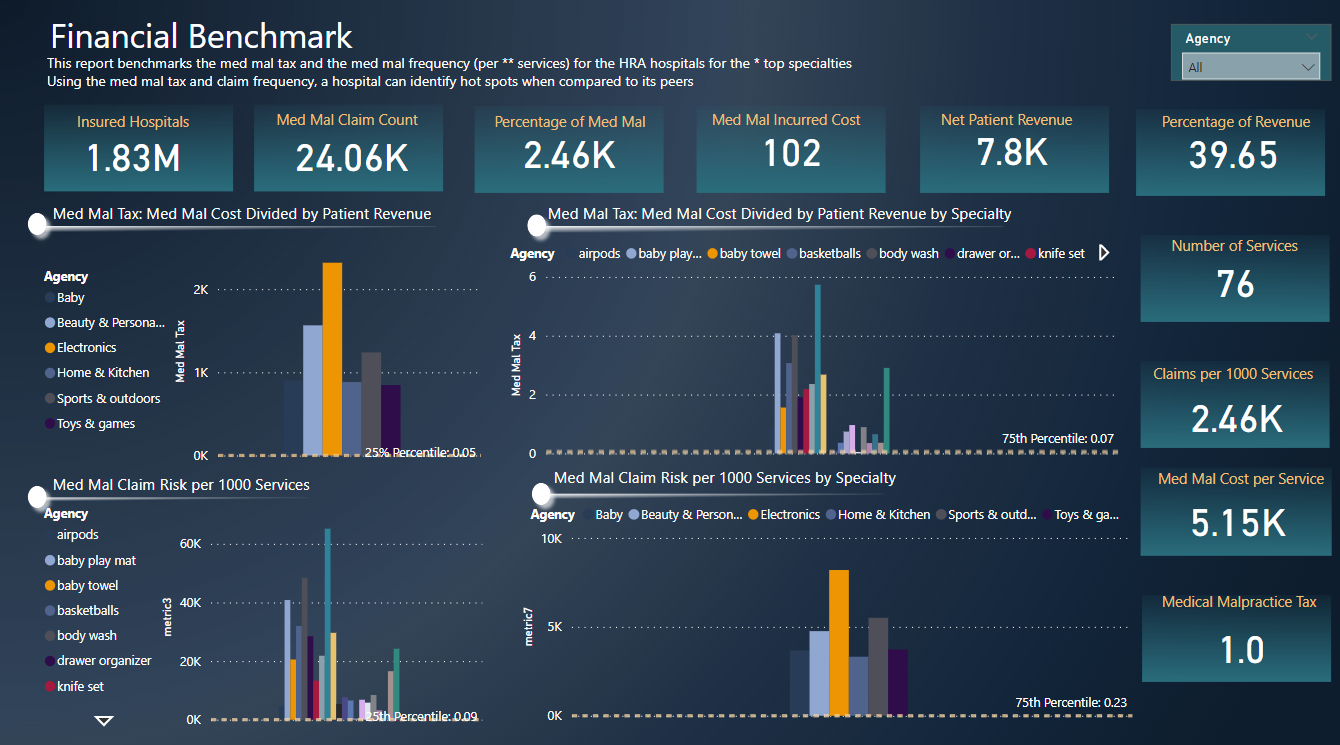 Financial Benchmark
This report benchmarks the med mal tax and the med mal frequency (per ** services) for the HRA hospitals for the * top specialties
Using the med mal tax and claim frequency, a hospital can identify hot spots when compared to its peers
Agency
All
Insured Hospitals
1.83M
Med Mal Claim Count
24.06K
Percentage of Med Mal
2.46K
Med Mal Incurred Cost
102
Net Patient Revenue
7.8K
Percentage of Revenue
39.65
Med Mal Tax: Med Mal Cost Divided by Patient Revenue
Agency
Baby
Beauty & Persona...
Electronics
Home & Kitchen
Sports & outdoors
Toys & games
Med Mal Tax
2K
1K
0K
25% Percentile: 0.05
Med Mal Tax: Med Mal Cost Divided by Patient Revenue by Specialty
Agency airpods baby play... baby towel basketballs body wash drawer or... knife set
Med Mal Tax
6
4
2
0
75th Percentile: 0.07
Number of Services
76
Claims per 1000 Services
2.46K
Med Mal Claim Risk per 1000 Services
Agency
airpods
baby play mat
baby towel
basketballs
body wash
drawer organizer
knife set
metric3
60K
40K
20K
0K
25th Percentile: 0.09
Med Mal Claim Risk per 1000 Services by Specialty
Agency Baby Beauty & Person... Electronics Home & Kitchen Sports & outd... Toys & ga...
metric7
10K
5K
0K
75th Percentile: 0.23
Med Mal Cost per Service
5.15K
Medical Malpractice Tax
1.0